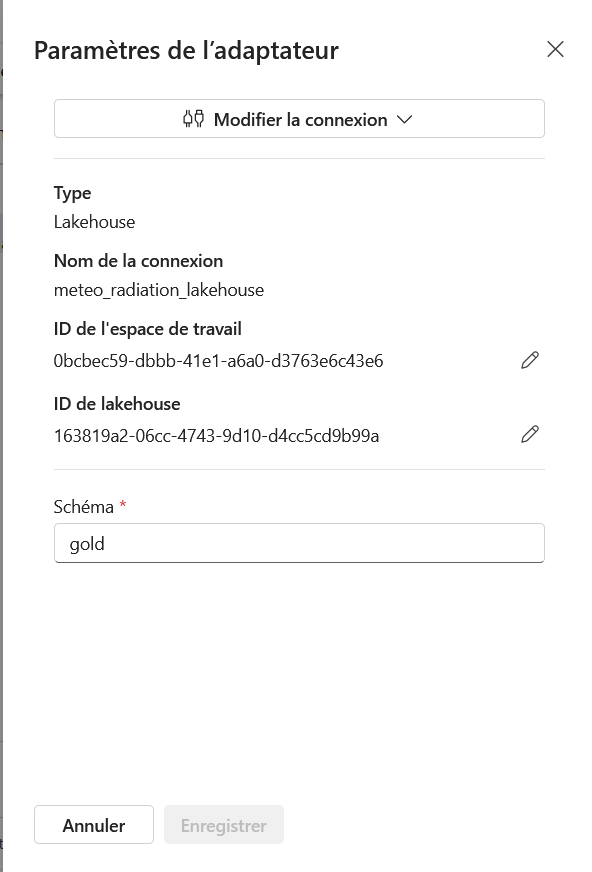 Paramètres de l’adaptateur
Modifier la connexion
Type
Lakehouse
Nom de la connexion
meteo_radiation_lakehouse
ID de l'espace de travail
0bcbec59-dbbb-41e1-a6a0-d3763e6c43e6
ID de lakehouse
163819a2-06cc-4743-9d10-d4cc5cd9b99a
Schéma *
gold
Annuler
Enregistrer